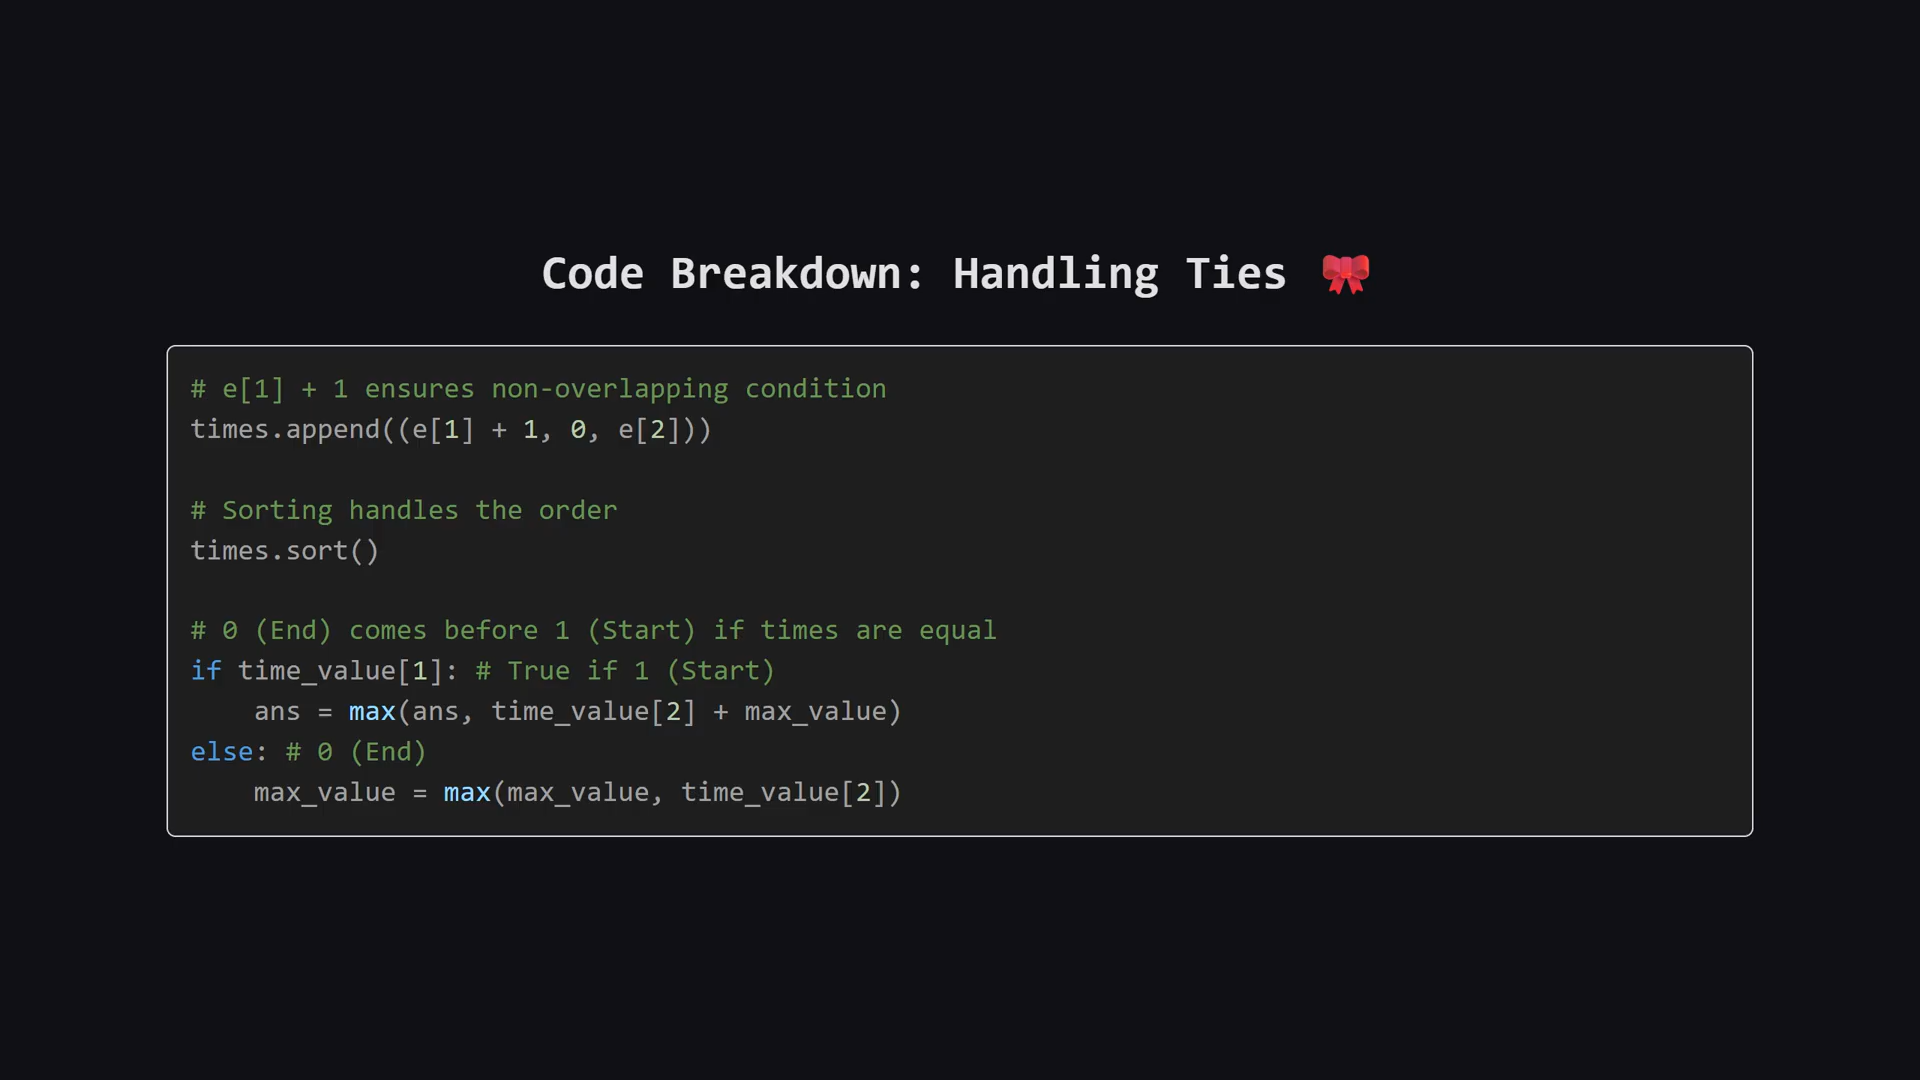 Code Breakdown: Handling Ties 🎀
# e[1] + 1 ensures non-overlapping condition
times.append((e[1] + 1, 0, e[2]))
# Sorting handles the order
times.sort()
# 0 (End) comes before 1 (Start) if times are equal
if time_value[1]: # True if 1 (Start)
    ans = max(ans, time_value[2] + max_value)
else: # 0 (End)
    max_value = max(max_value, time_value[2])